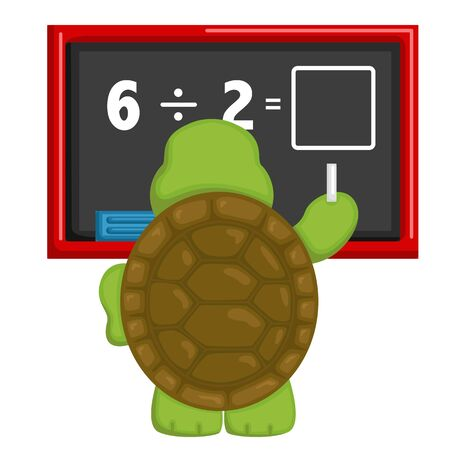 6 ÷ 2 =